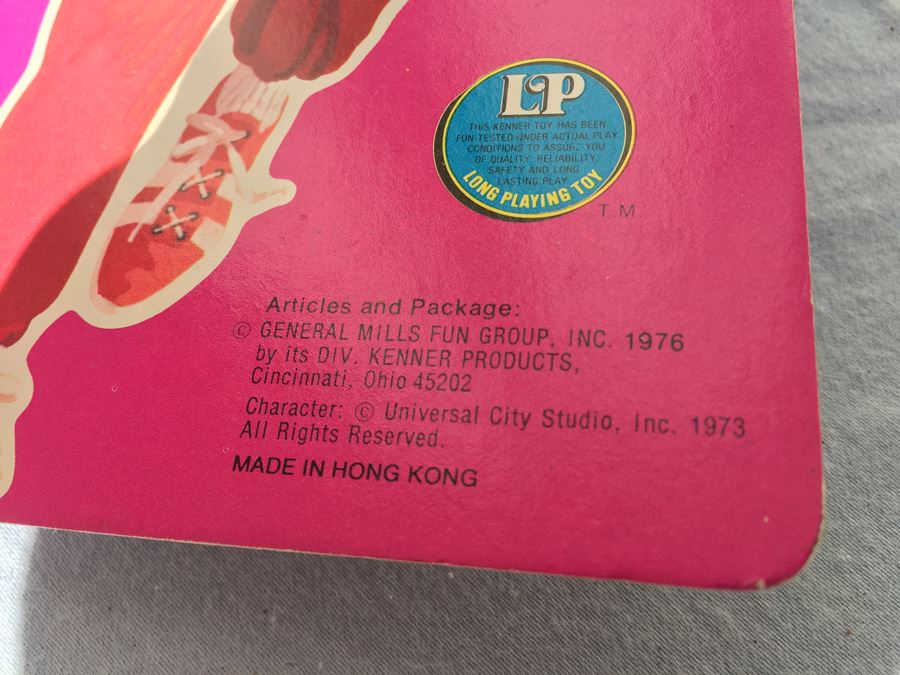 LP
THIS KENNER TOY HAS BEEN
FUN TESTED UNDER ACTUAL PLAY
CONDITIONS TO ASSURE YOU
OF QUALITY, RELIABILITY,
SAFETY AND LONG
LASTING PLAY
LONG PLAYING TOY
T.M.
Articles and Package:
© GENERAL MILLS FUN GROUP, INC. 1976
by its DIV. KENNER PRODUCTS,
Cincinnati, Ohio 45202
Character: © Universal City Studio, Inc. 1973
All Rights Reserved.
MADE IN HONG KONG